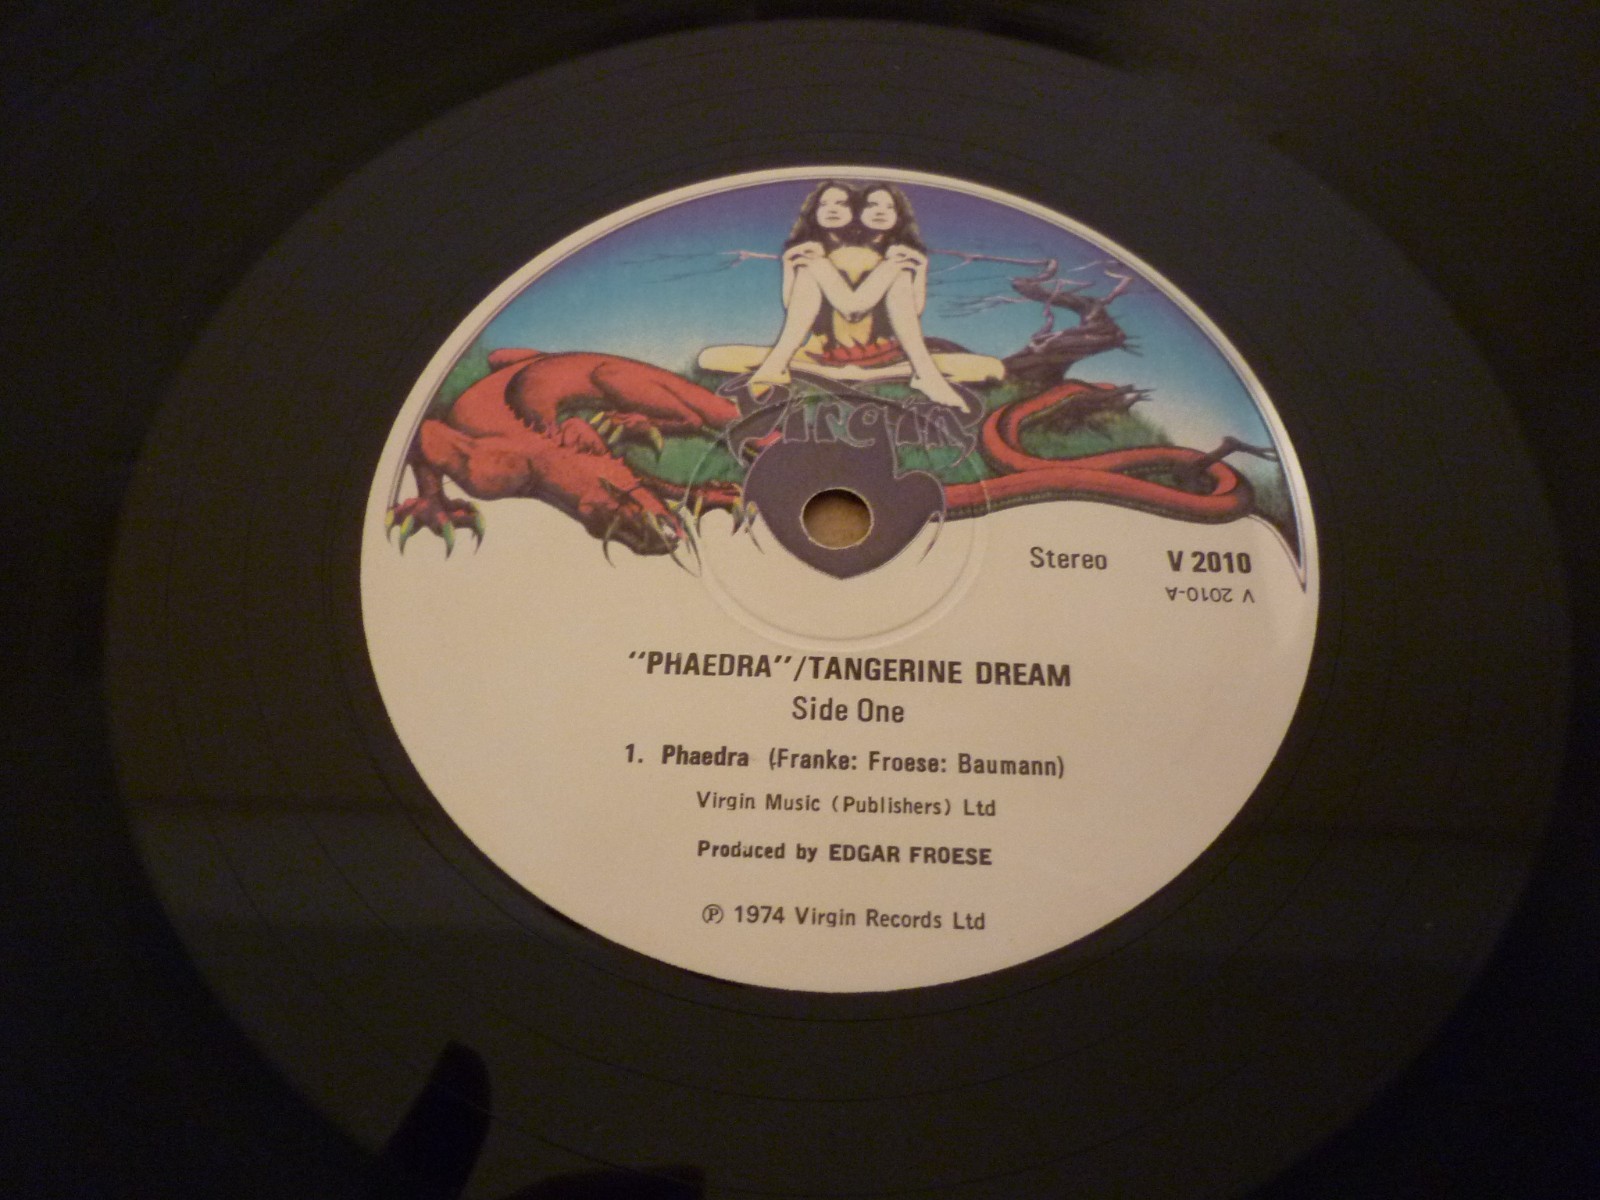 Virgin
Stereo V 2010
V 2010-A
"PHAEDRA"/TANGERINE DREAM
Side One
1. Phaedra (Franke: Froese: Baumann)
Virgin Music (Publishers) Ltd
Produced by EDGAR FROESE
℗ 1974 Virgin Records Ltd